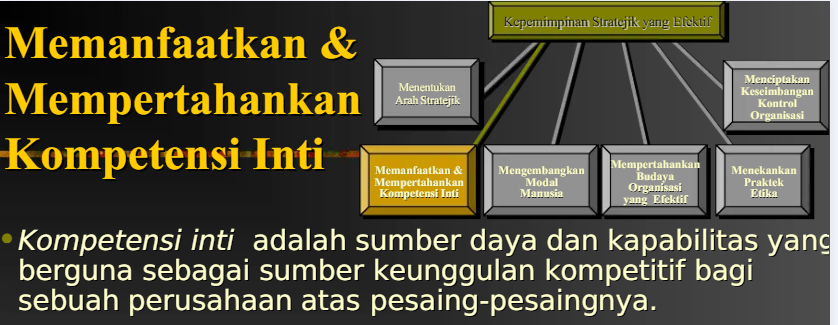 Memanfaatkan &
Mempertahankan
Kompetensi Inti
Kepemimpinan Stratejik yang Efektif
Menentukan
Arah Stratejik
Menciptakan
Keseimbangan
Kontrol
Organisasi
Memanfaatkan &
Mempertahankan
Kompetensi Inti
Mengembangkan
Modal
Manusia
Mempertahankan
Budaya
Organisasi
yang Efektif
Menekankan
Praktek
Etika
• Kompetensi inti adalah sumber daya dan kapabilitas yang
berguna sebagai sumber keunggulan kompetitif bagi
sebuah perusahaan atas pesaing-pesaingnya.